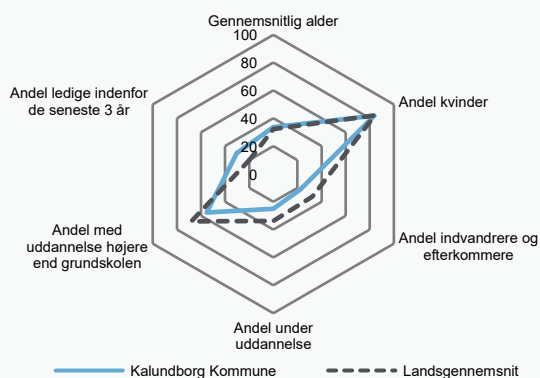 Gennemsnitlig alder
100
80
60
40
20
0
Andel kvinder
Andel indvandrere og
efterkommere
Andel under
uddannelse
Andel med
uddannelse højere
end grundskolen
Andel ledige indenfor
de seneste 3 år
Kalundborg Kommune
Landsgennemsnit